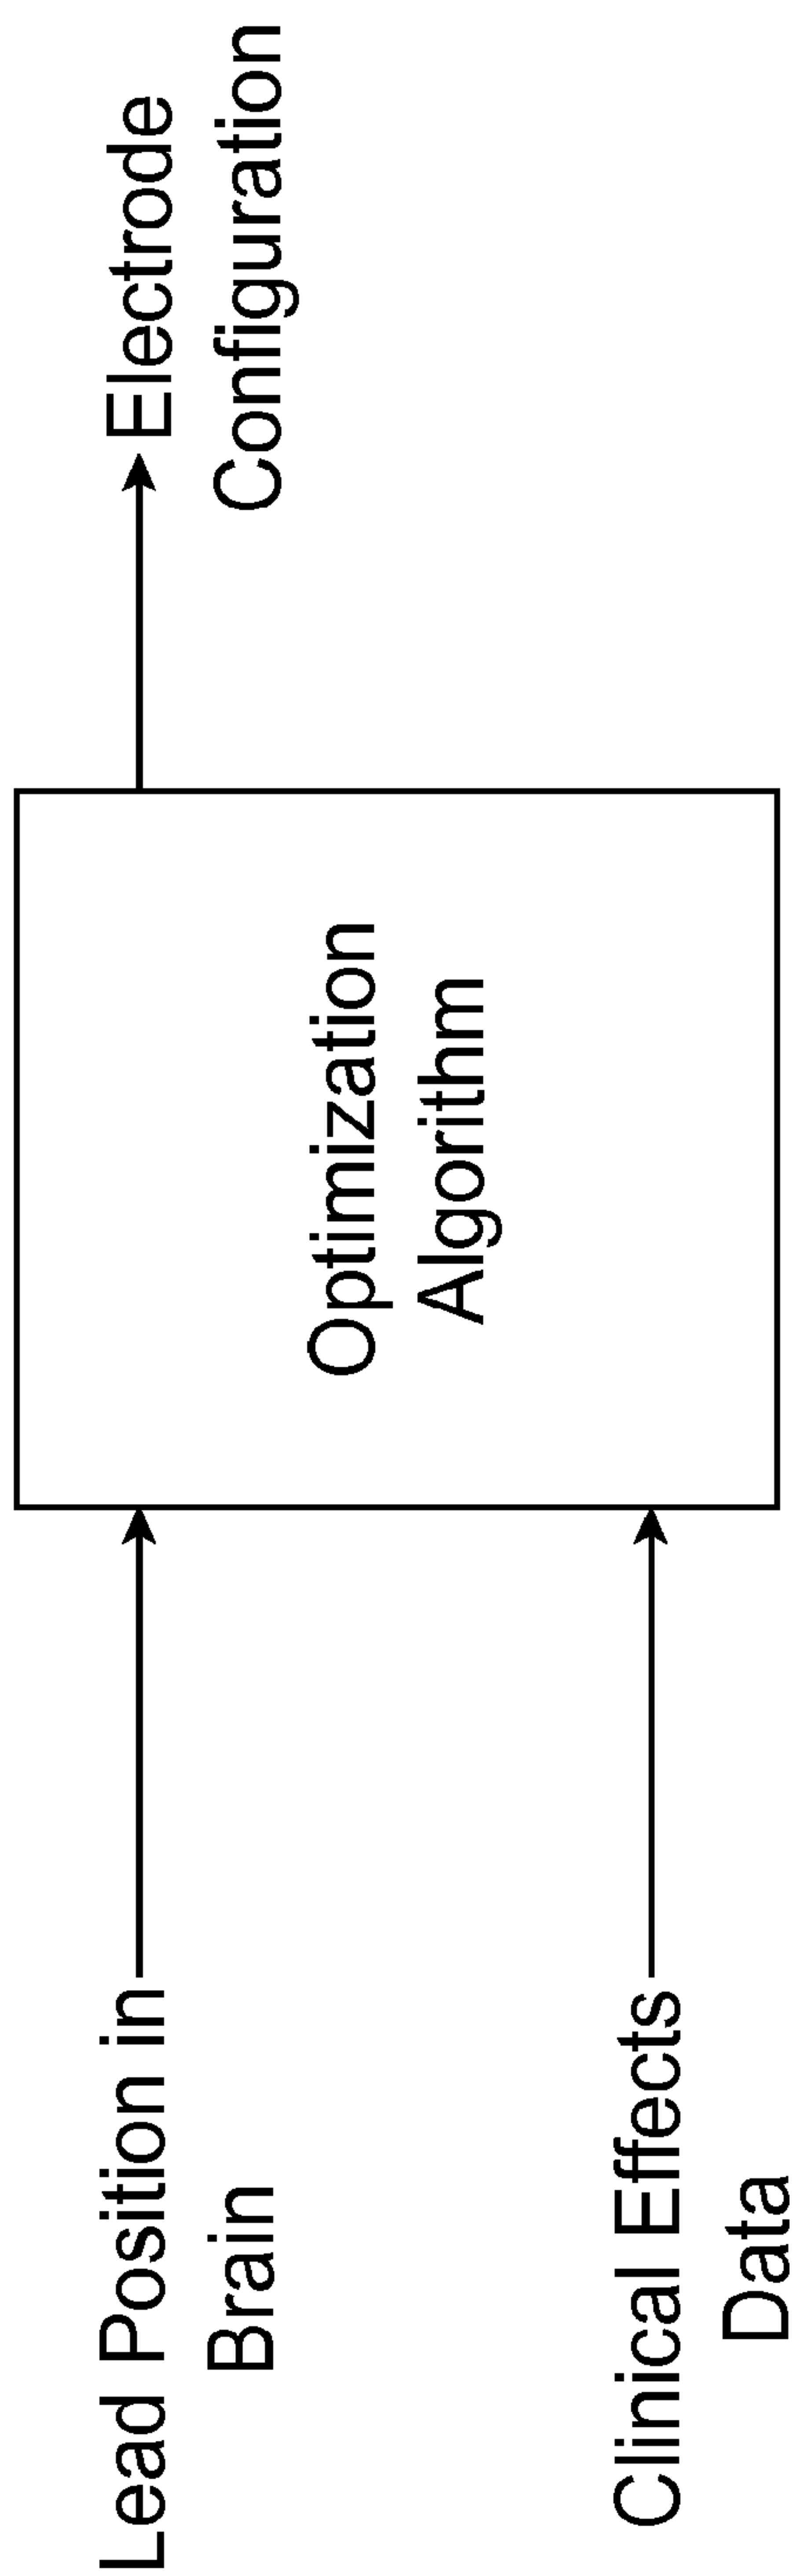 Lead Position in
Brain
Clinical Effects
Data
Optimization
Algorithm
Electrode
Configuration